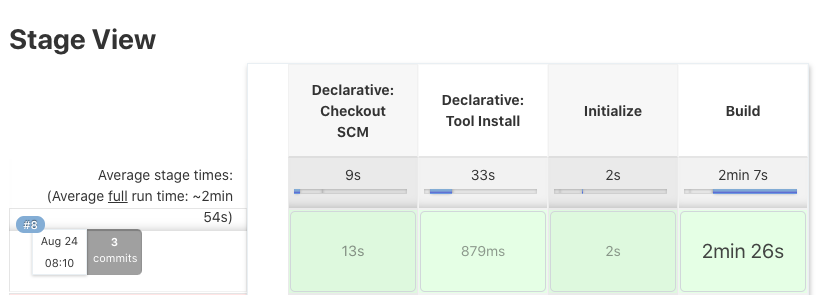 Stage View
Declarative:
Checkout
SCM
Declarative:
Tool Install
Initialize
Build
Average stage times:
(Average full run time: ~2min
54s)
9s
33s
2s
2min 7s
#8
Aug 24
08:10
3
commits
13s
879ms
2s
2min 26s